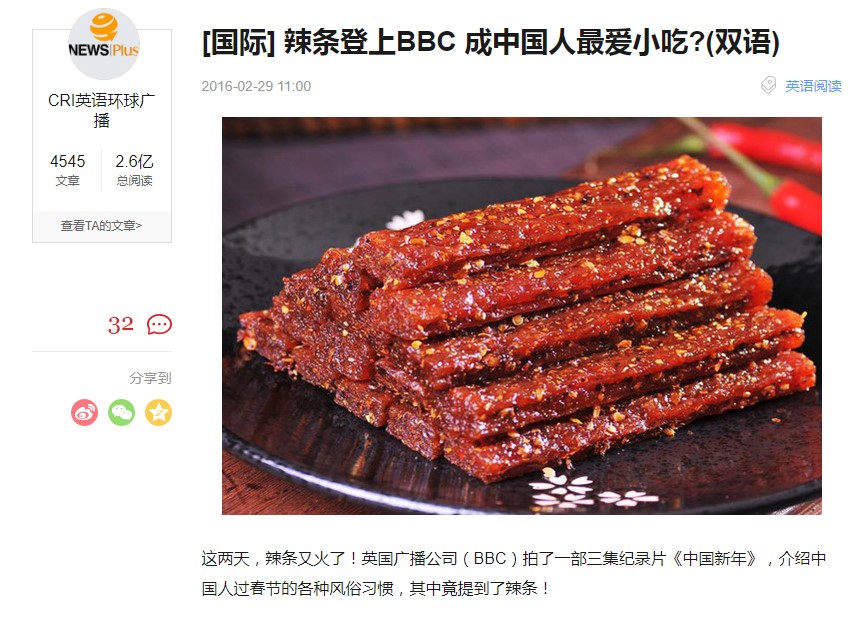 NEWS Plus
CRI英语环球广
播
4545 2.6亿
文章 总阅读
查看TA的文章>
32
分享到
[国际] 辣条登上BBC 成中国人最爱小吃?(双语)
2016-02-29 11:00 英语阅读
这两天，辣条又火了！英国广播公司（BBC）拍了一部三集纪录片《中国新年》，介绍中
国人过春节的各种风俗习惯，其中竟提到了辣条！